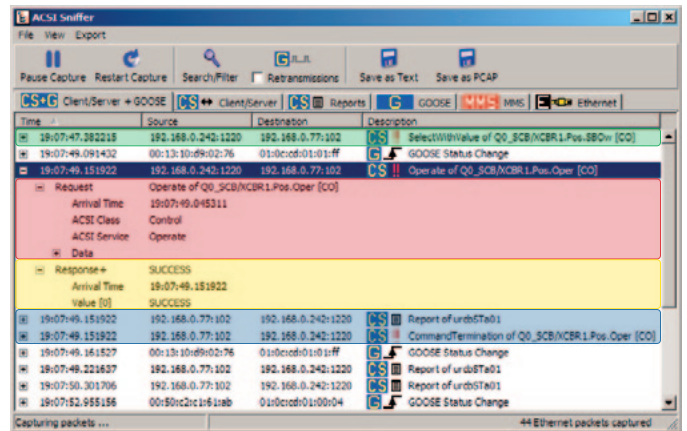 ACSI Sniffer
File View Export
Pause Capture Restart Capture Search/Filter Retransmissions Save as Text Save as PCAP
CS+G Client/Server + GOOSE CS Client/Server CS Reports G GOOSE MMS MMS Ethernet
Time Source Destination Description
19:07:47.382215 192.168.0.242:1220 192.168.0.77:102 CS ! SelectWithValue of Q0_SCB/XCBR1.Pos.SBOw [CO]
19:07:49.091432 00:13:10:d9:02:76 01:0c:cd:01:01:ff G GOOSE Status Change
19:07:49.151922 192.168.0.242:1220 192.168.0.77:102 CS !! Operate of Q0_SCB/XCBR1.Pos.Oper [CO]
Request Operate of Q0_SCB/XCBR1.Pos.Oper [CO]
Arrival Time 19:07:49.045311
ACSI Class Control
ACSI Service Operate
Data
Response+ SUCCESS
Arrival Time 19:07:49.151922
Value [0] SUCCESS
19:07:49.151922 192.168.0.77:102 192.168.0.242:1220 CS Report of urcbSTa01
19:07:49.151922 192.168.0.77:102 192.168.0.242:1220 CS ! CommandTermination of Q0_SCB/XCBR1.Pos.Oper [CO]
19:07:49.161527 00:13:10:d9:02:76 01:0c:cd:01:01:ff G GOOSE Status Change
19:07:49.221637 192.168.0.77:102 192.168.0.242:1220 CS Report of urcbSTa01
19:07:50.301706 192.168.0.77:102 192.168.0.242:1220 CS Report of urcbSTa01
19:07:52.955156 00:50:c2:c1:61:ab 01:0c:cd:01:00:04 G GOOSE Status Change
Capturing packets ... 44 Ethernet packets captured